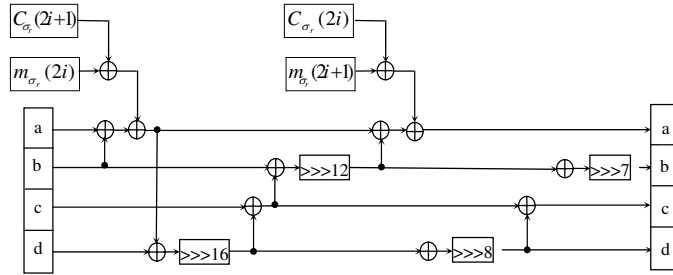 C_{σ_r}(2i+1)
C_{σ_r}(2i)
m_{σ_r}(2i)
m_{σ_r}(2i+1)
a
a
b
>>>12
>>>7
b
c
c
d
>>>16
>>>8
d